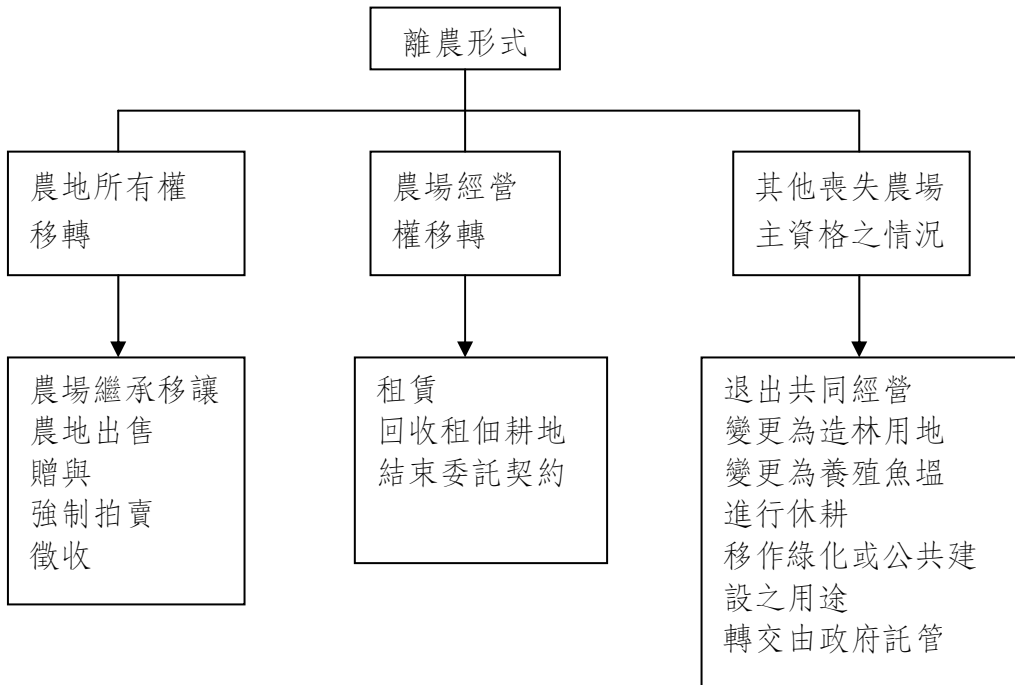 離農形式
農地所有權
移轉
農場經營
權移轉
其他喪失農場
主資格之情況
農場繼承移讓
農地出售
贈與
強制拍賣
徵收
租賃
回收租佃耕地
結束委託契約
退出共同經營
變更為造林用地
變更為養殖魚塭
進行休耕
移作綠化或公共建
設之用途
轉交由政府託管